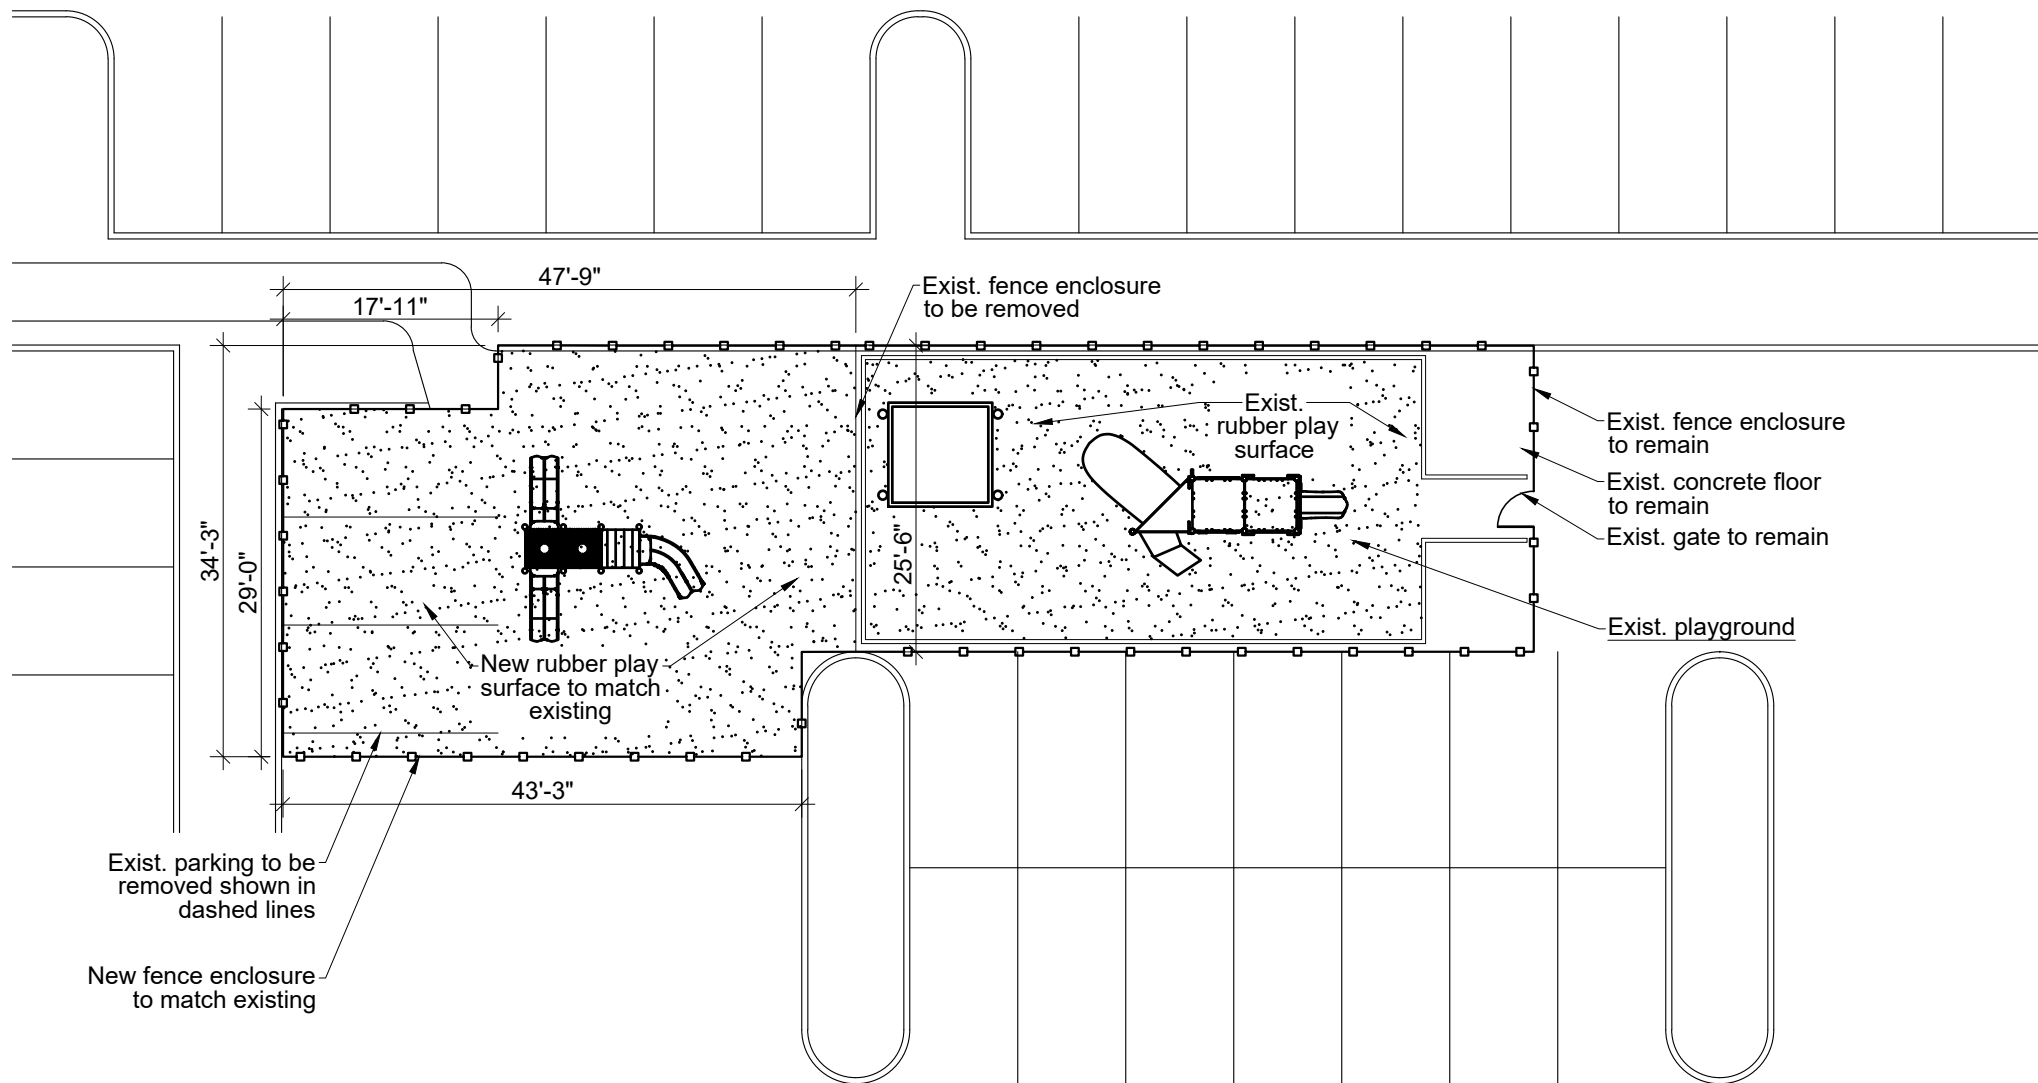 47'-9"
17'-11"
Exist. fence enclosure
to be removed
Exist.
rubber play
surface
Exist. fence enclosure
to remain
Exist. concrete floor
to remain
Exist. gate to remain
34'-3"
29'-0"
25'-6"
Exist. playground
New rubber play
surface to match
existing
43'-3"
Exist. parking to be
removed shown in
dashed lines
New fence enclosure
to match existing